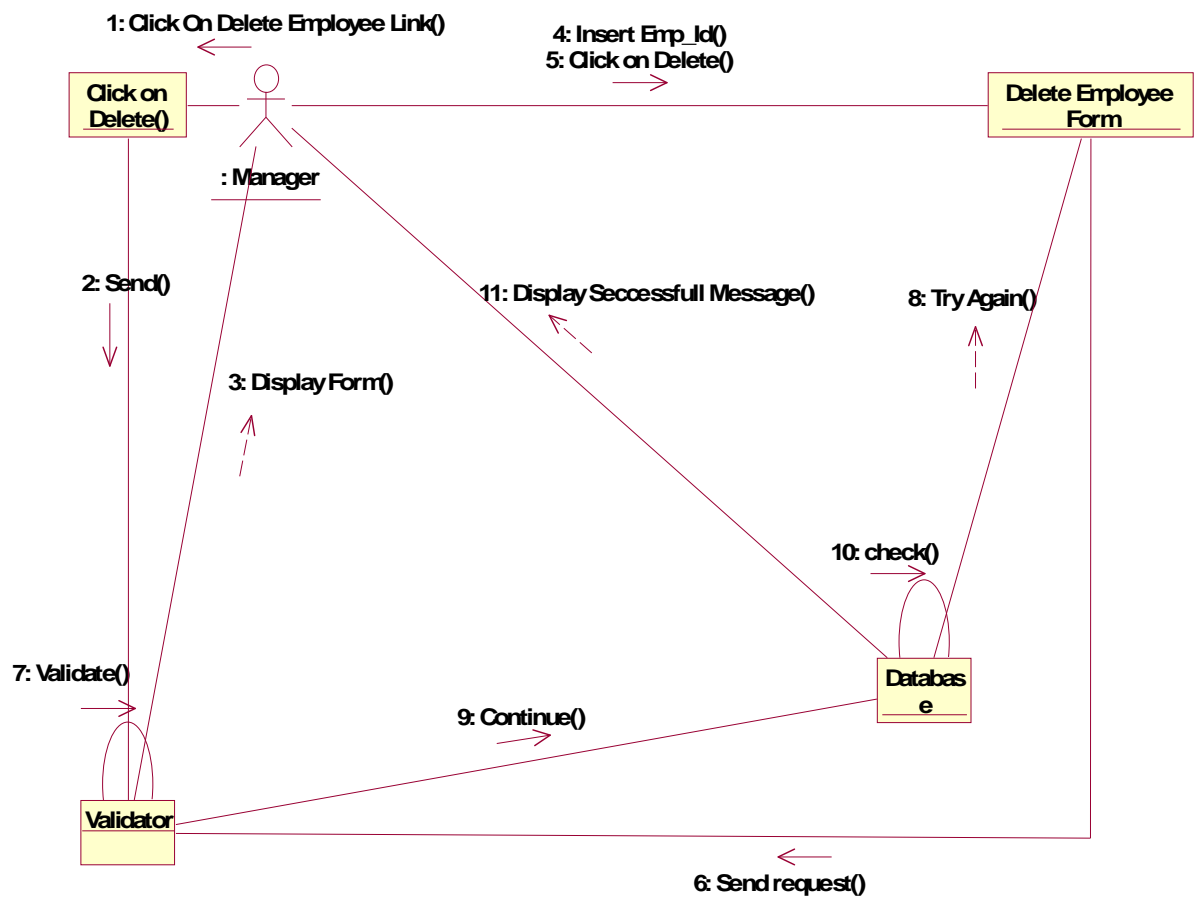 1: Click On Delete Employee Link()
4: Insert Emp_Id()
5: Click on Delete()
Click on
Delete()
Delete Employee
Form
: Manager
2: Send()
11: Display Seccessfull Message()
8: Try Again()
3: Display Form()
10: check()
7: Validate()
Databas
e
9: Continue()
Validator
6: Send request()